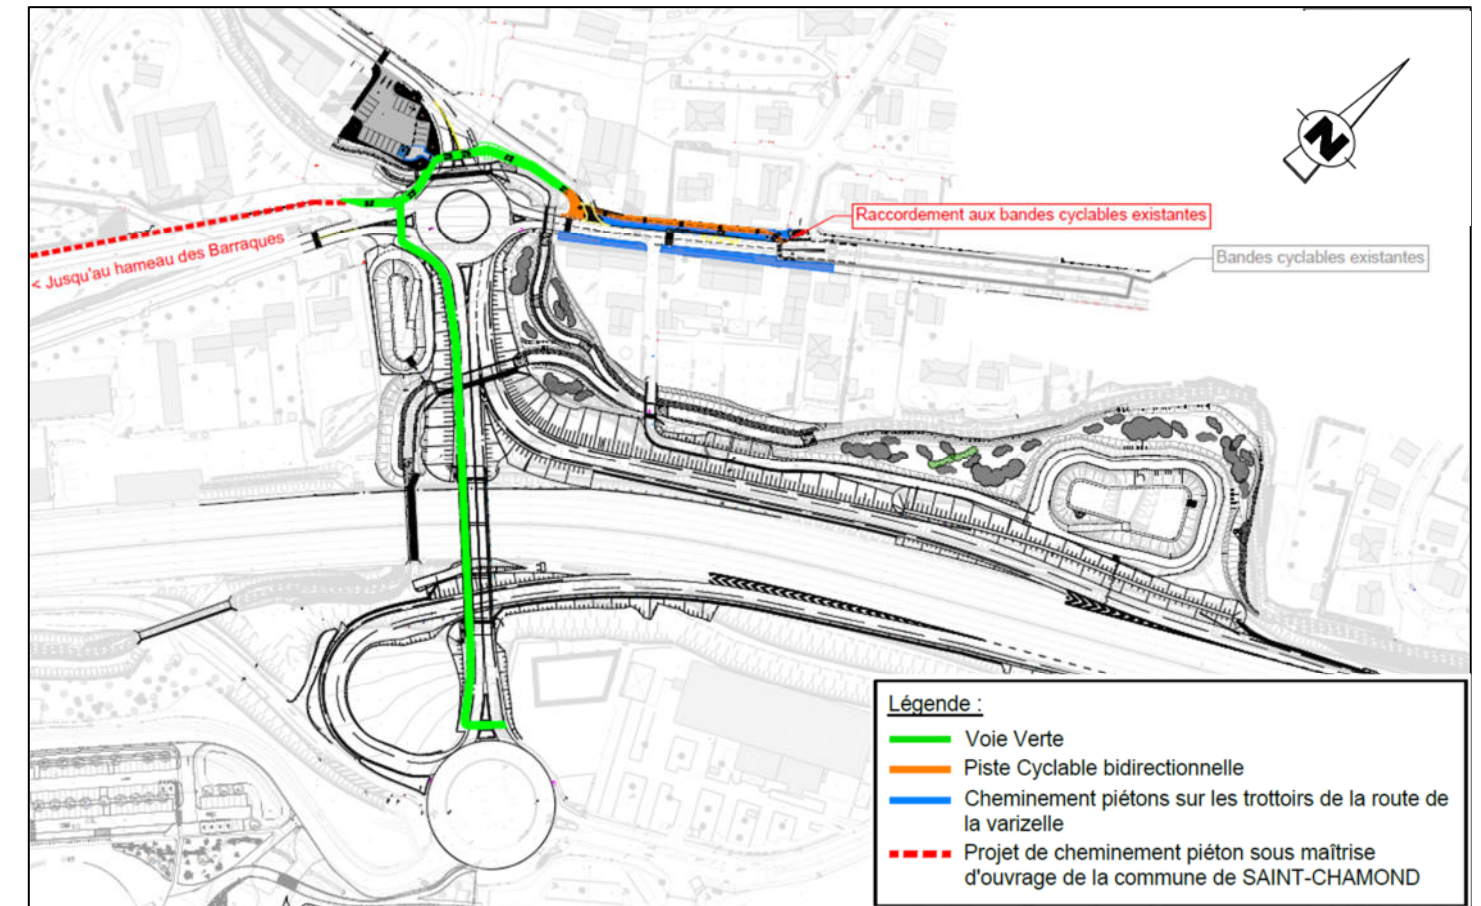 N
Raccordement aux bandes cyclables existantes
Bandes cyclables existantes
< Jusqu'au hameau des Barraques
Légende :
Voie Verte
Piste Cyclable bidirectionnelle
Cheminement piétons sur les trottoirs de la route de
la varizelle
Projet de cheminement piéton sous maîtrise
d'ouvrage de la commune de SAINT-CHAMOND